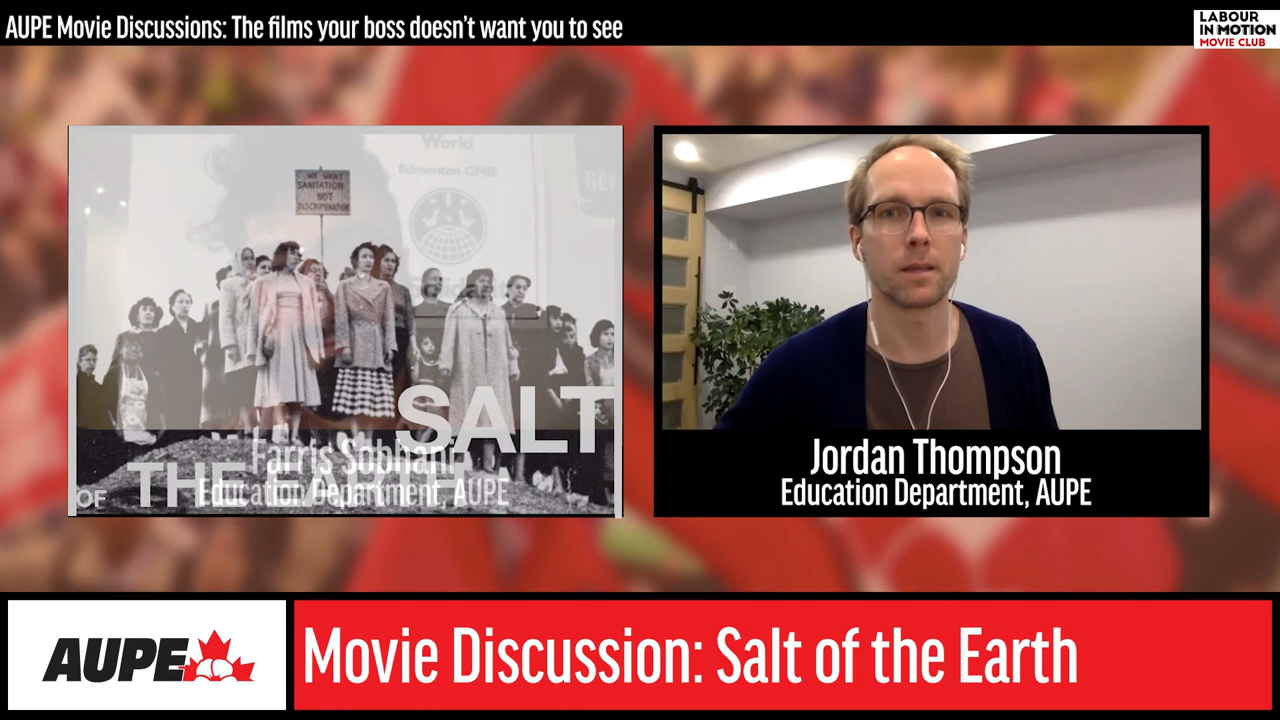 AUPE Movie Discussions: The films your boss doesn't want you to see
LABOUR
IN MOTION
MOVIE CLUB
World
Edmonton GMB
WE WANT
SANITATION
NOT
DISCRIMINATION
SALT
OF THE EARTH
Farris Sobhani
Education Department, AUPE
Jordan Thompson
Education Department, AUPE
AUPE
Movie Discussion: Salt of the Earth